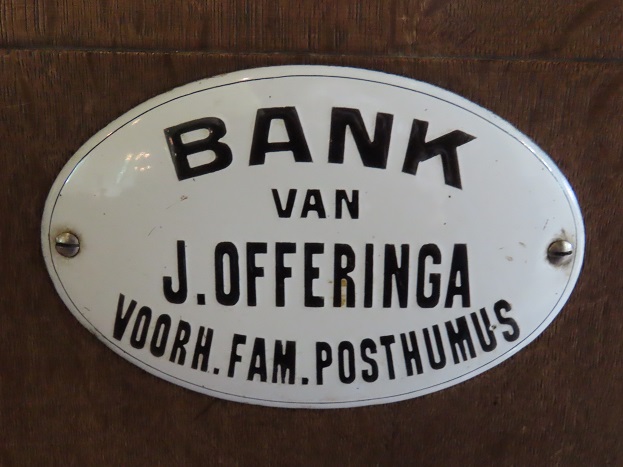 BANK
VAN
J. OFFERINGA
VOORH. FAM. POSTHUMUS